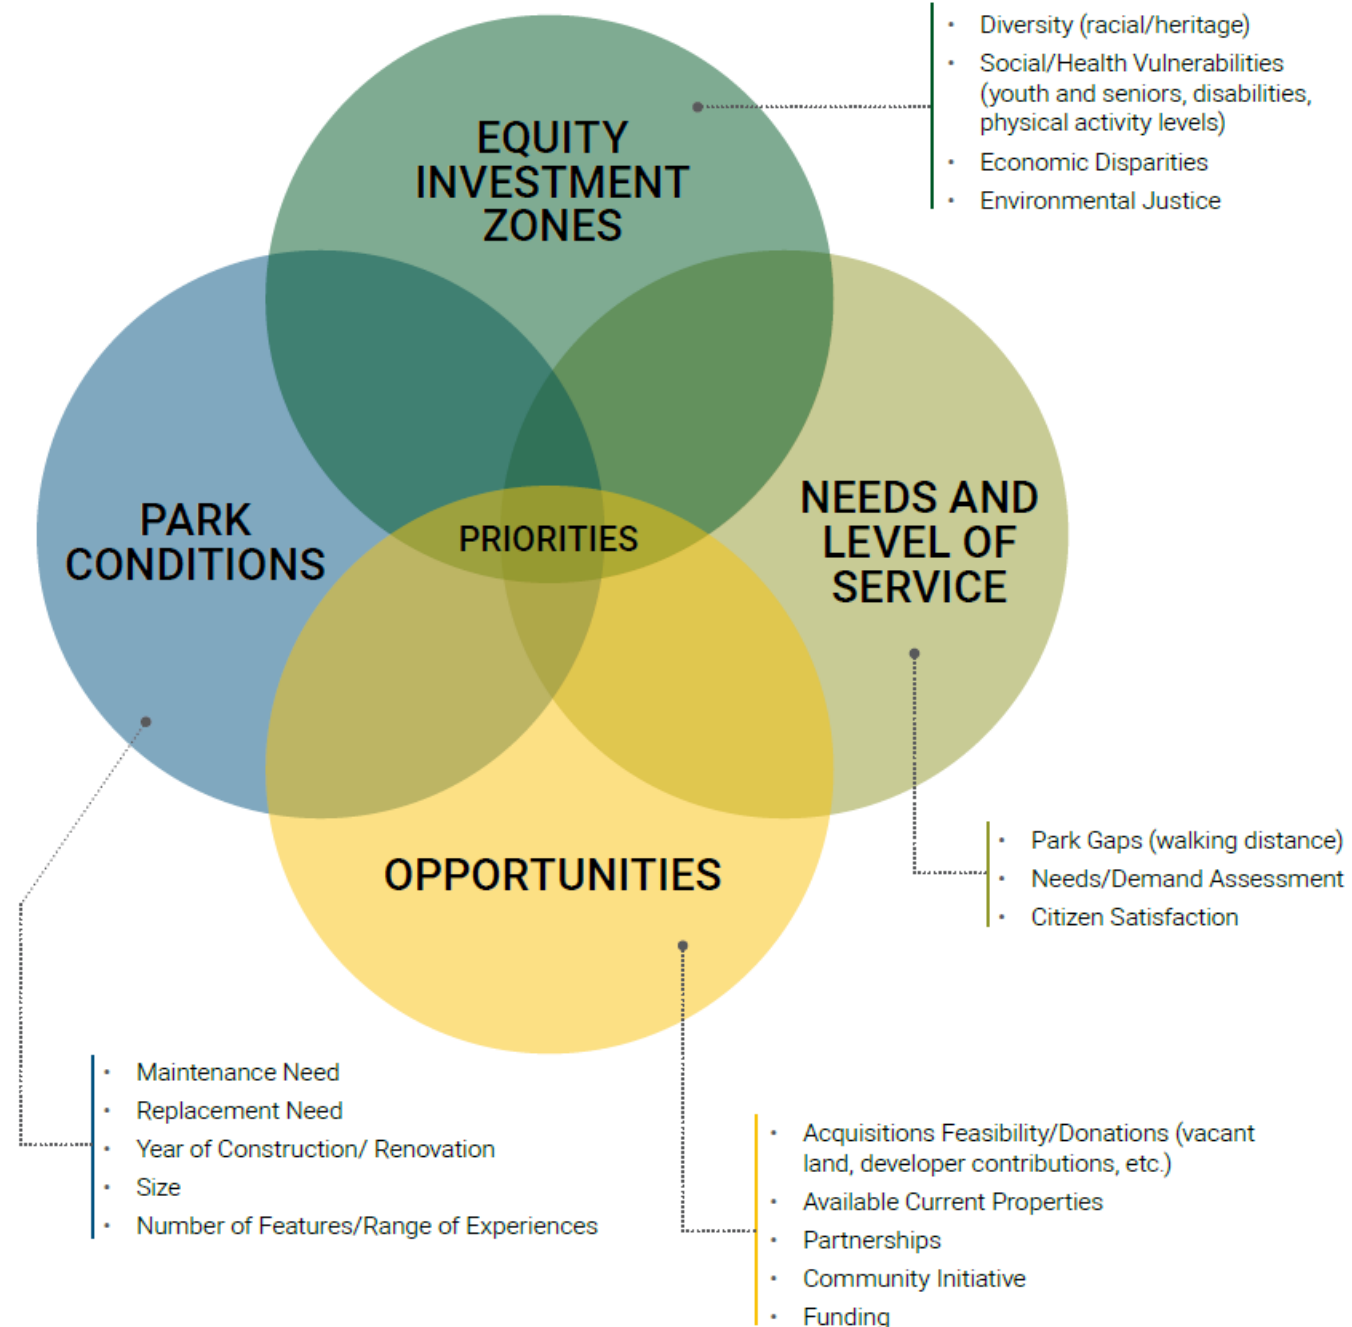 EQUITY
INVESTMENT
ZONES
Diversity (racial/heritage)
Social/Health Vulnerabilities
(youth and seniors, disabilities,
physical activity levels)
Economic Disparities
Environmental Justice
PARK
CONDITIONS
PRIORITIES
NEEDS AND
LEVEL OF
SERVICE
OPPORTUNITIES
Park Gaps (walking distance)
Needs/Demand Assessment
Citizen Satisfaction
Maintenance Need
Replacement Need
Year of Construction/ Renovation
Size
Number of Features/Range of Experiences
Acquisitions Feasibility/Donations (vacant
land, developer contributions, etc.)
Available Current Properties
Partnerships
Community Initiative
Funding